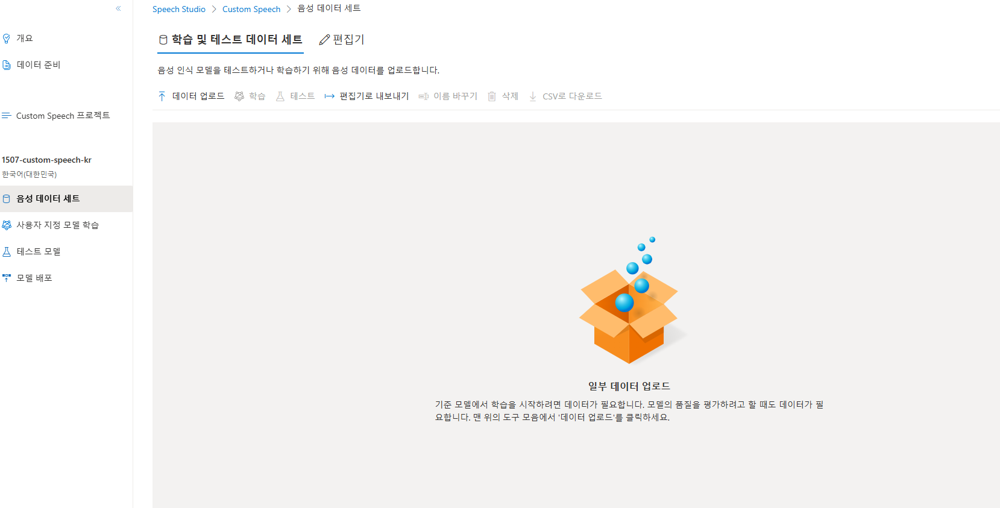 Speech Studio > Custom Speech > 음성 데이터 세트
개요
데이터 준비
Custom Speech 프로젝트
1507-custom-speech-kr
한국어(대한민국)
음성 데이터 세트
사용자 지정 모델 학습
테스트 모델
모델 배포
학습 및 테스트 데이터 세트 편집기
음성 인식 모델을 테스트하거나 학습하기 위해 음성 데이터를 업로드합니다.
데이터 업로드 학습 테스트 편집기로 내보내기 이름 바꾸기 삭제 CSV로 다운로드
일부 데이터 업로드
기준 모델에서 학습을 시작하려면 데이터가 필요합니다. 모델의 품질을 평가하려고 할 때도 데이터가 필
요합니다. 맨 위의 도구 모음에서 '데이터 업로드'를 클릭하세요.